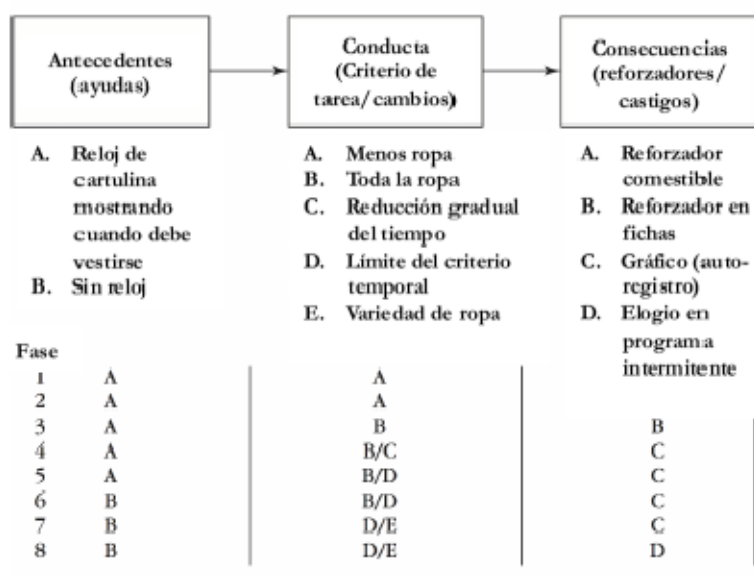 Antecedentes
(ayudas)
Conducta
(Criterio de
tarea/cambios)
Consecuencias
(reforzadores/
castigos)
A. Reloj de
cartulina
mostrando
cuando debe
vestirse
B. Sin reloj
A. Menos ropa
B. Toda la ropa
C. Reducción gradual
del tiempo
D. Límite del criterio
temporal
E. Variedad de ropa
A. Reforzador
comestible
B. Reforzador en
fichas
C. Gráfico (auto-
registro)
D. Elogio en
programa
intermitente
Fase
1 A A
2 A A
3 A B B
4 A B/C C
5 A B/D C
6 B B/D C
7 B D/E C
8 B D/E D